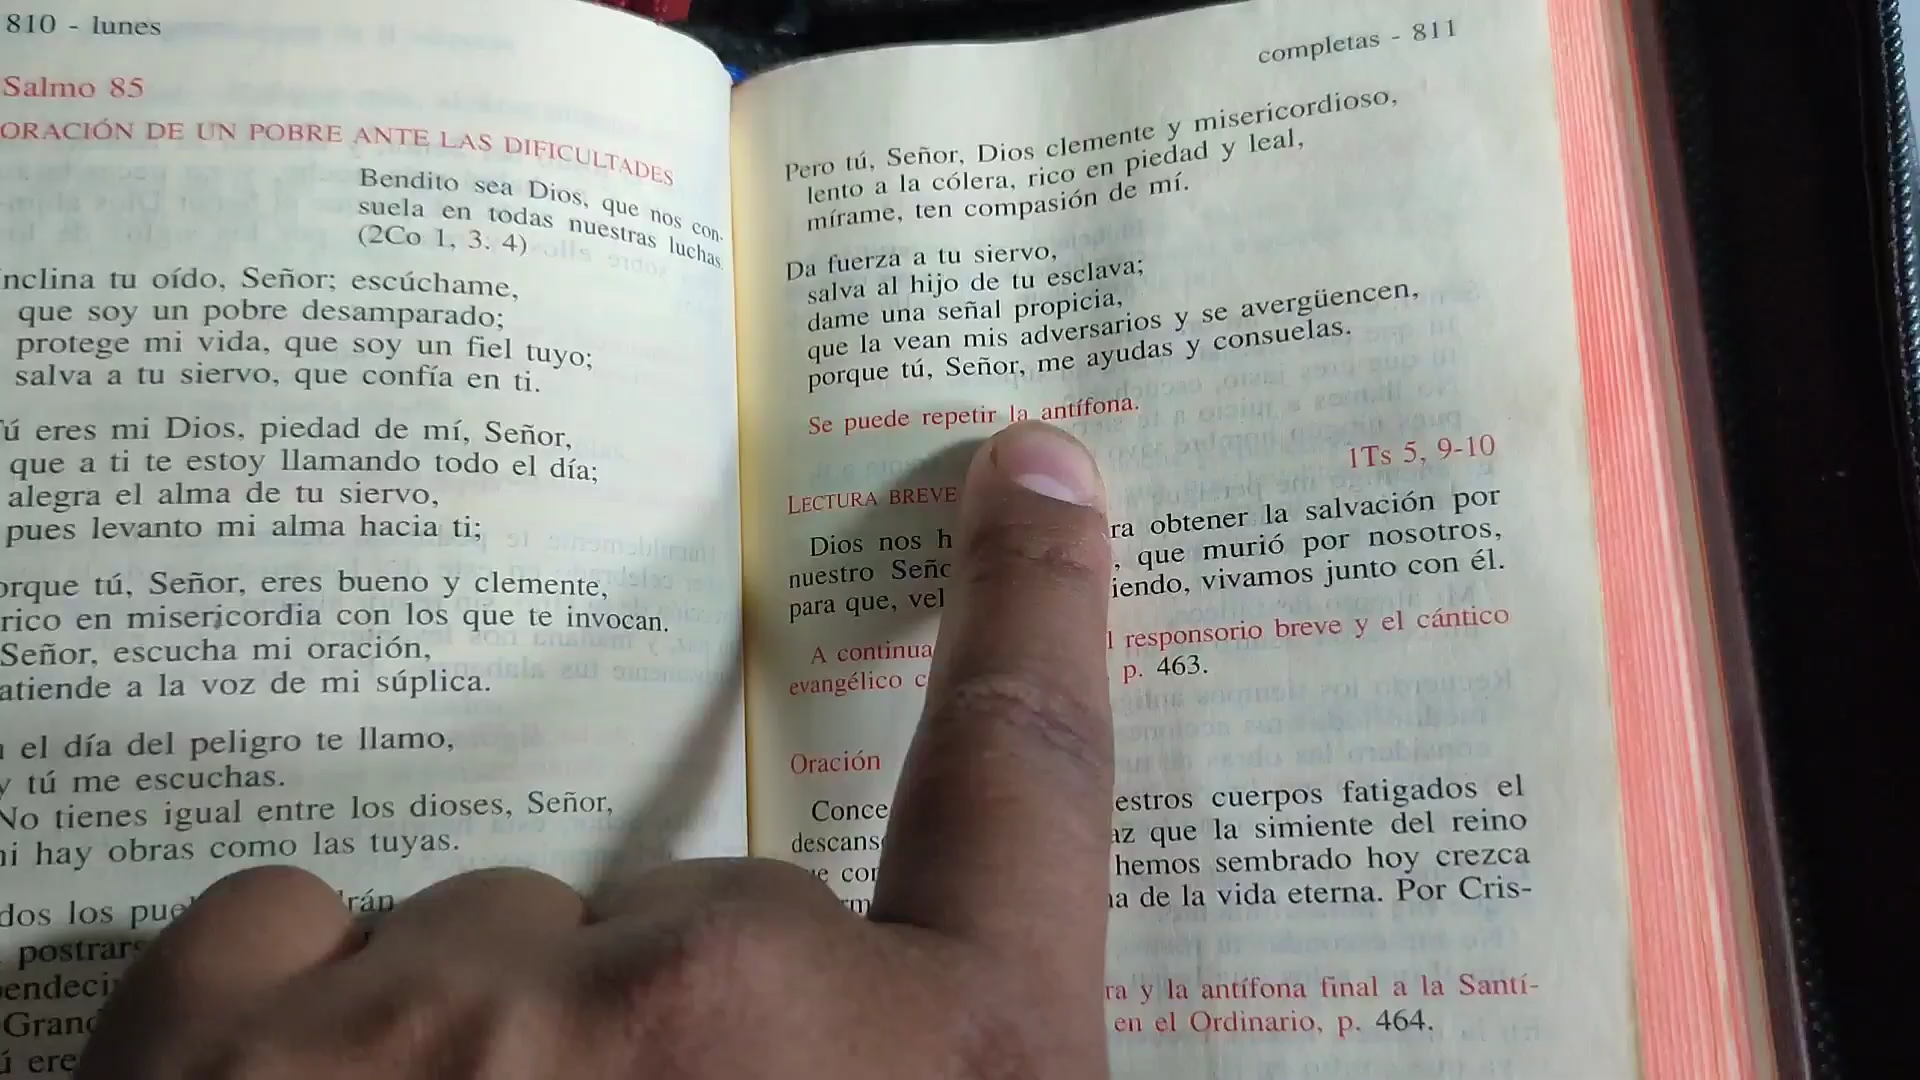 810 - lunes
Salmo 85
ORACIÓN DE UN POBRE ANTE LAS DIFICULTADES
Bendito sea Dios, que nos con-
suela en todas nuestras luchas.
(2Co 1, 3. 4)
nclina tu oído, Señor; escúchame,
que soy un pobre desamparado;
protege mi vida, que soy un fiel tuyo;
salva a tu siervo, que confía en ti.
ú eres mi Dios, piedad de mí, Señor,
que a ti te estoy llamando todo el día;
alegra el alma de tu siervo,
pues levanto mi alma hacia ti;
orque tú, Señor, eres bueno y clemente,
rico en misericordia con los que te invocan.
Señor, escucha mi oración,
atiende a la voz de mi súplica.
el día del peligro te llamo,
y tú me escuchas.
No tienes igual entre los dioses, Señor,
ni hay obras como las tuyas.
dos los pue rán
postrars
endeci
Grand
ú ere
completas - 811
Pero tú, Señor, Dios clemente y misericordioso,
lento a la cólera, rico en piedad y leal,
mírame, ten compasión de mí.
Da fuerza a tu siervo,
salva al hijo de tu esclava;
dame una señal propicia,
que la vean mis adversarios y se avergüencen,
porque tú, Señor, me ayudas y consuelas.
Se puede repetir la antífona.
LECTURA BREVE 1Ts 5, 9-10
Dios nos h ra obtener la salvación por
nuestro Seño , que murió por nosotros,
para que, vel iendo, vivamos junto con él.
A continua l responsorio breve y el cántico
evangélico c p. 463.
Oración
Conce estros cuerpos fatigados el
descans az que la simiente del reino
e con hemos sembrado hoy crezca
rm a de la vida eterna. Por Cris-
ra y la antífona final a la Santí-
en el Ordinario, p. 464.